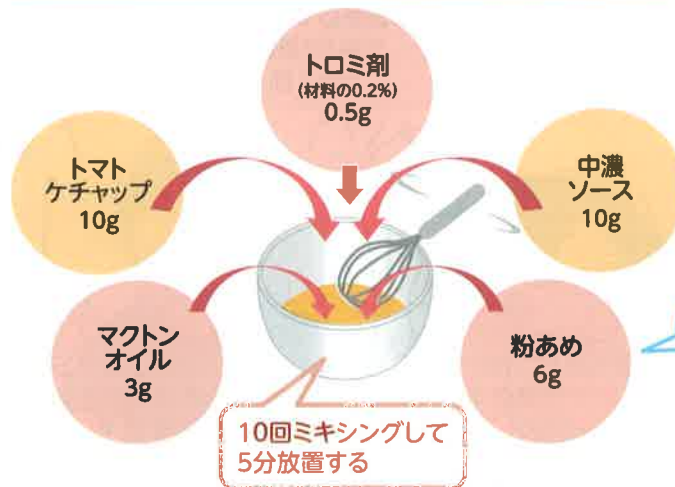 トロミ剤
(材料の0.2%)
0.5g
トマト
ケチャップ
10g
中濃
ソース
10g
マクトン
オイル
3g
粉あめ
6g
10回ミキシングして
5分放置する